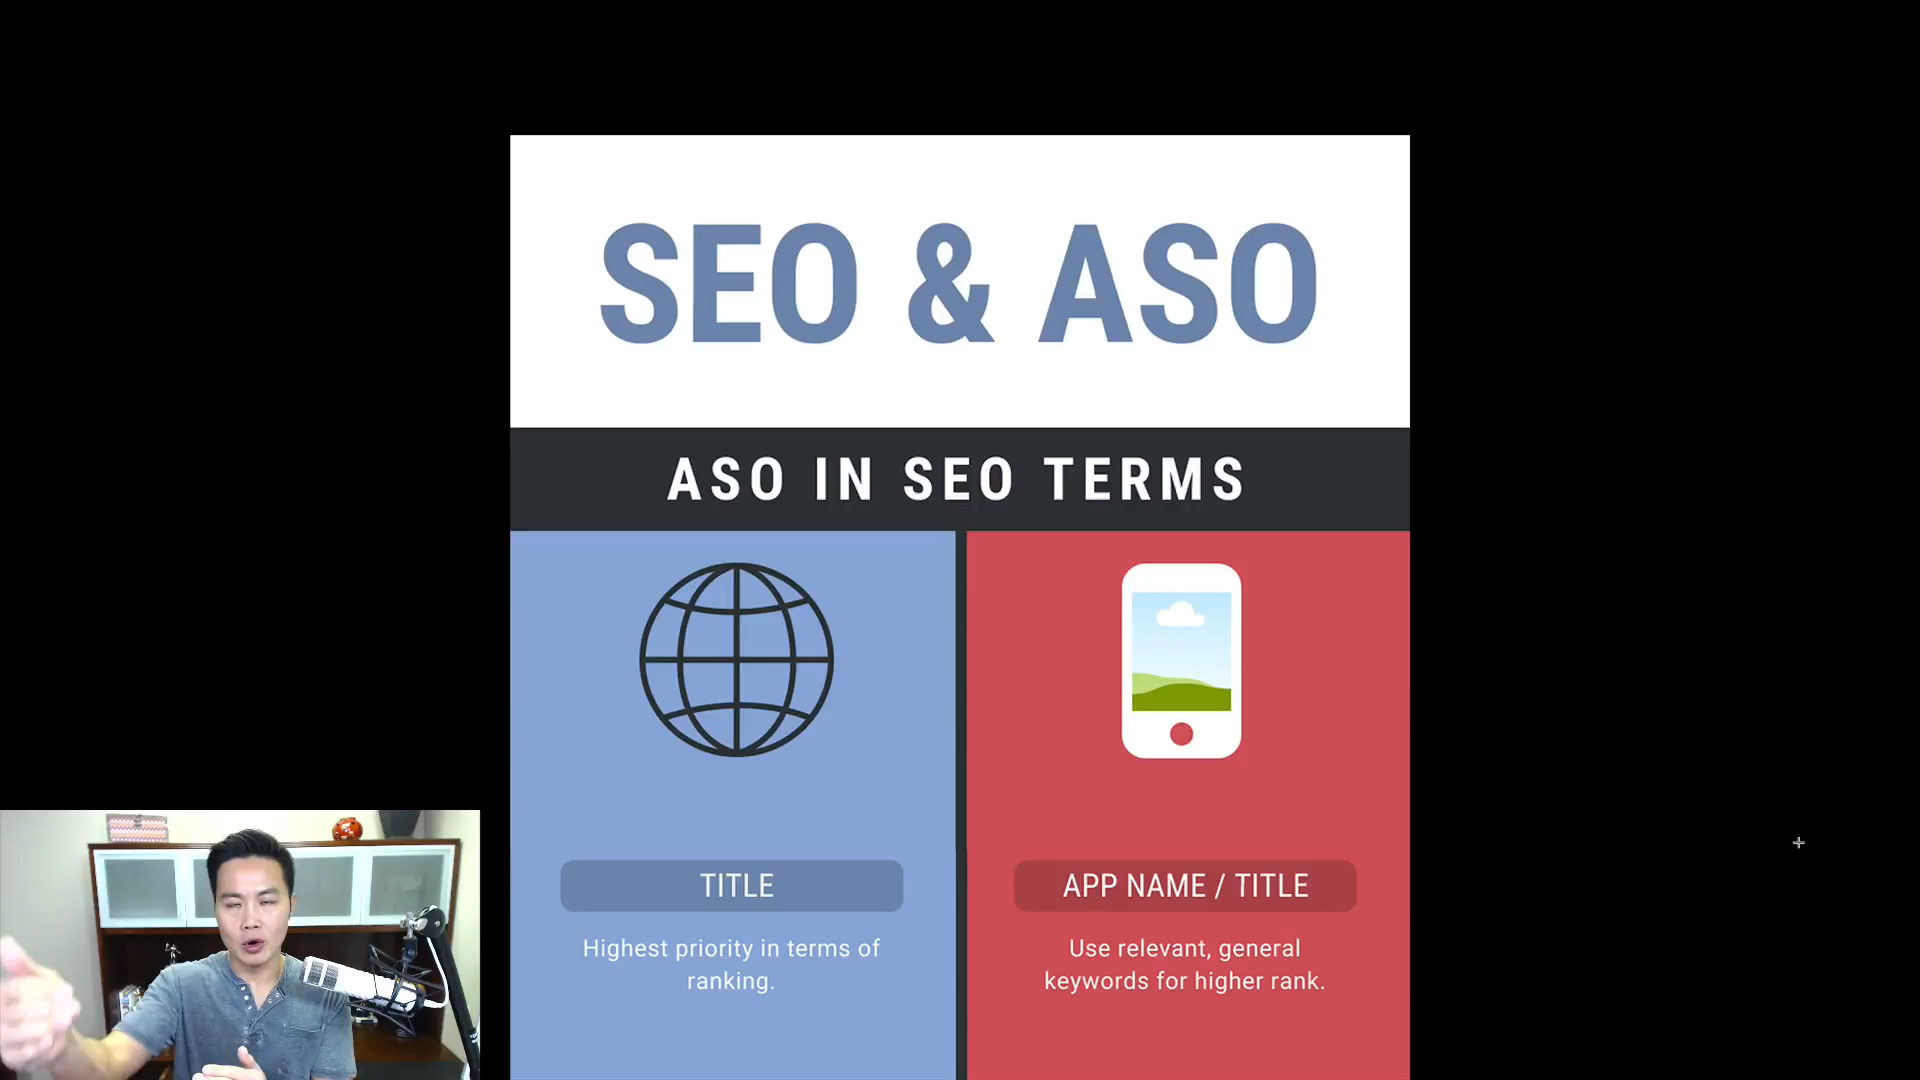 SEO & ASO
ASO IN SEO TERMS
TITLE
Highest priority in terms of
ranking.
APP NAME / TITLE
Use relevant, general
keywords for higher rank.